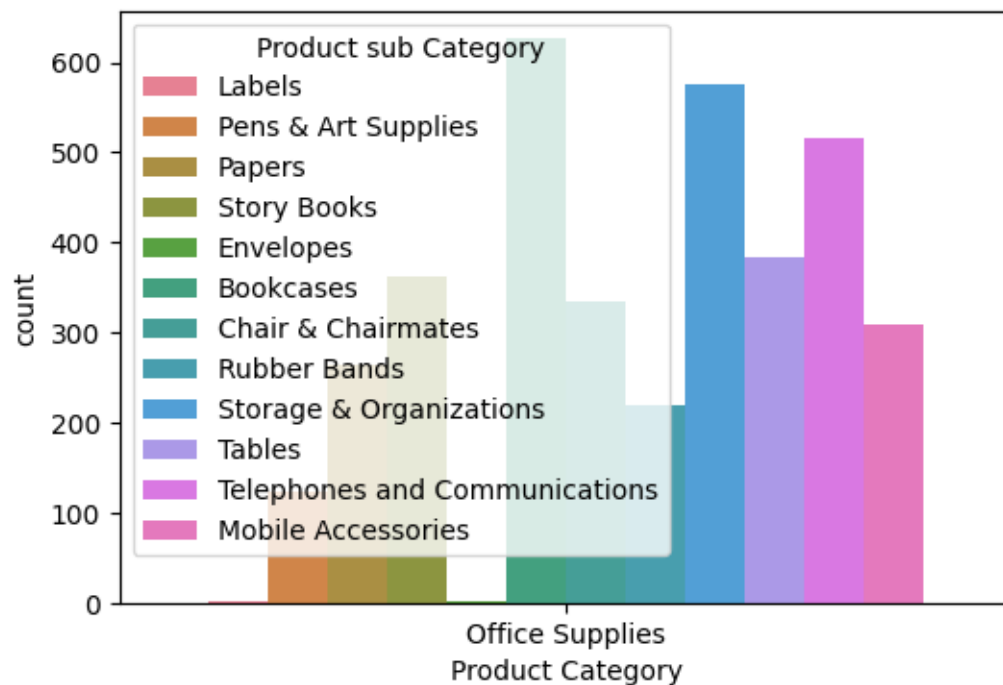 Product sub Category
Labels
Pens & Art Supplies
Papers
Story Books
Envelopes
Bookcases
Chair & Chairmates
Rubber Bands
Storage & Organizations
Tables
Telephones and Communications
Mobile Accessories
600
500
400
300
200
100
0
count
Office Supplies
Product Category